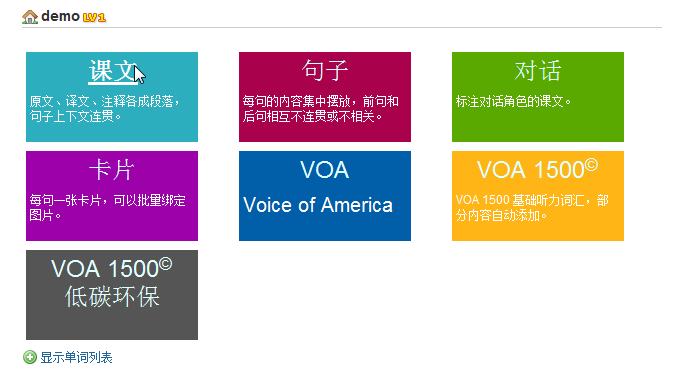 demo LV1
课文
原文、译文、注释各成段落，
句子上下文连贯。
句子
每句的内容集中摆放，前句和
后句相互不连贯或不相关。
对话
标注对话角色的课文。
卡片
每句一张卡片，可以批量绑定
图片。
VOA
Voice of America
VOA 1500©
VOA 1500 基础听力词汇，部
分内容自动添加。
VOA 1500©
低碳环保
显示单词列表